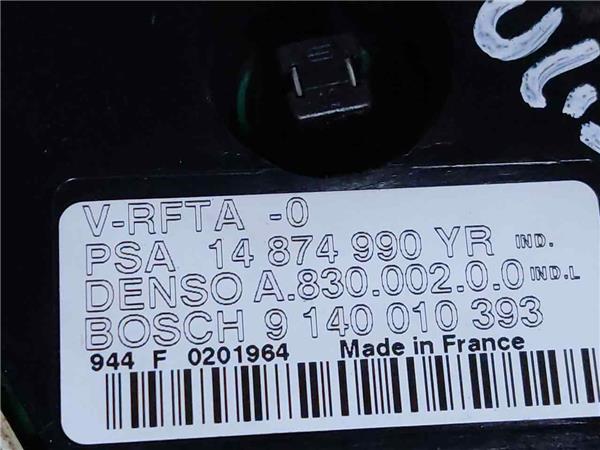 V-RFTA -0
PSA 14 874 990 YR IND.
DENSO A.830.002.0.0 IND.L
BOSCH 9 140 010 393
944 F 0201964 Made in France